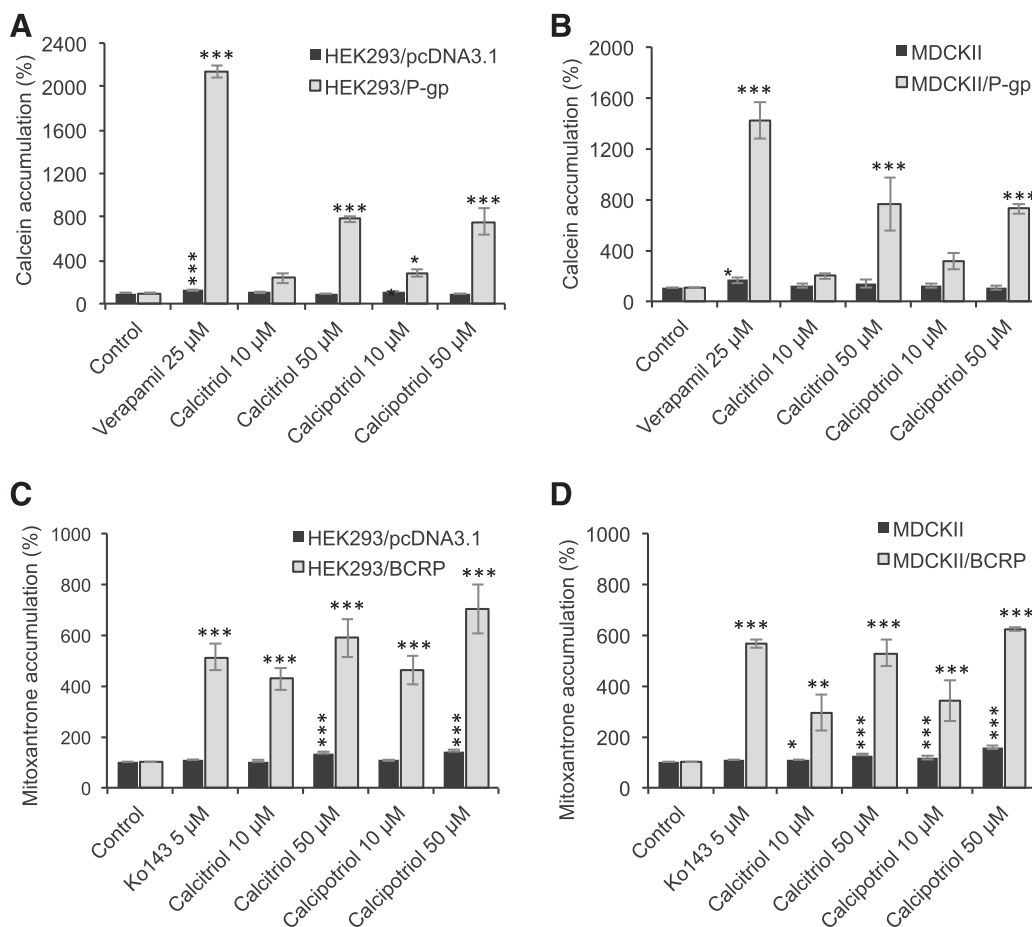 A
Calcein accumulation (%)
2400
2000
1600
1200
800
400
0
HEK293/pcDNA3.1
HEK293/P-gp
***
***
***
*
*
***
Control
Verapamil 25 µM
Calcitriol 10 µM
Calcitriol 50 µM
Calcipotriol 10 µM
Calcipotriol 50 µM
B
Calcein accumulation (%)
2000
1600
1200
800
400
0
MDCKII
MDCKII/P-gp
*
***
***
***
Control
Verapamil 25 µM
Calcitriol 10 µM
Calcitriol 50 µM
Calcipotriol 10 µM
Calcipotriol 50 µM
C
Mitoxantrone accumulation (%)
1000
800
600
400
200
0
HEK293/pcDNA3.1
HEK293/BCRP
***
***
***
***
***
***
***
Control
Ko143 5 µM
Calcitriol 10 µM
Calcitriol 50 µM
Calcipotriol 10 µM
Calcipotriol 50 µM
D
Mitoxantrone accumulation (%)
1000
800
600
400
200
0
MDCKII
MDCKII/BCRP
***
*
**
***
***
***
***
***
***
Control
Ko143 5 µM
Calcitriol 10 µM
Calcitriol 50 µM
Calcipotriol 10 µM
Calcipotriol 50 µM